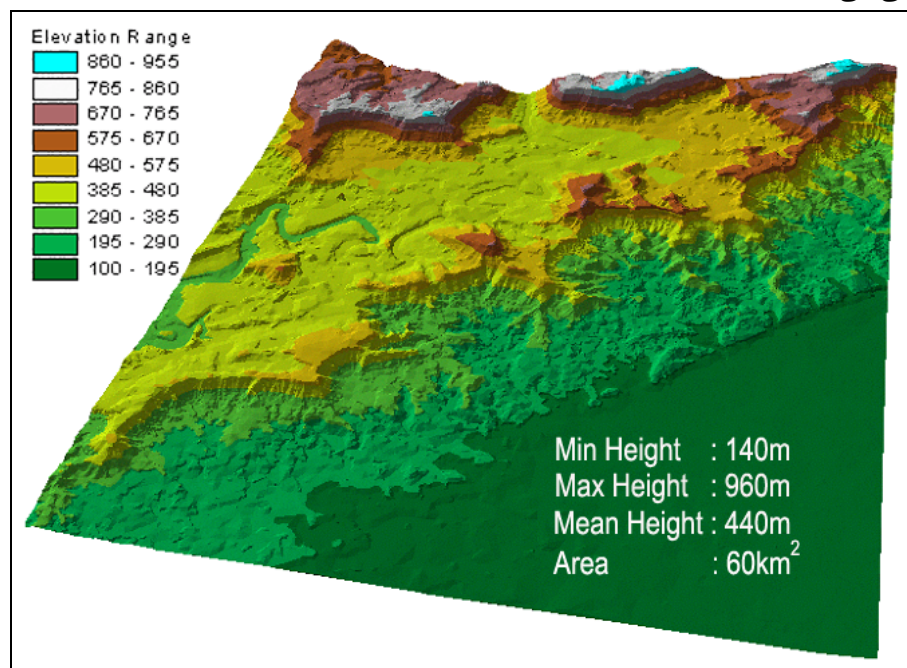 Elevation Range
860 - 955
765 - 860
670 - 765
575 - 670
480 - 575
385 - 480
290 - 385
195 - 290
100 - 195
Min Height : 140m
Max Height : 960m
Mean Height : 440m
Area : 60km²